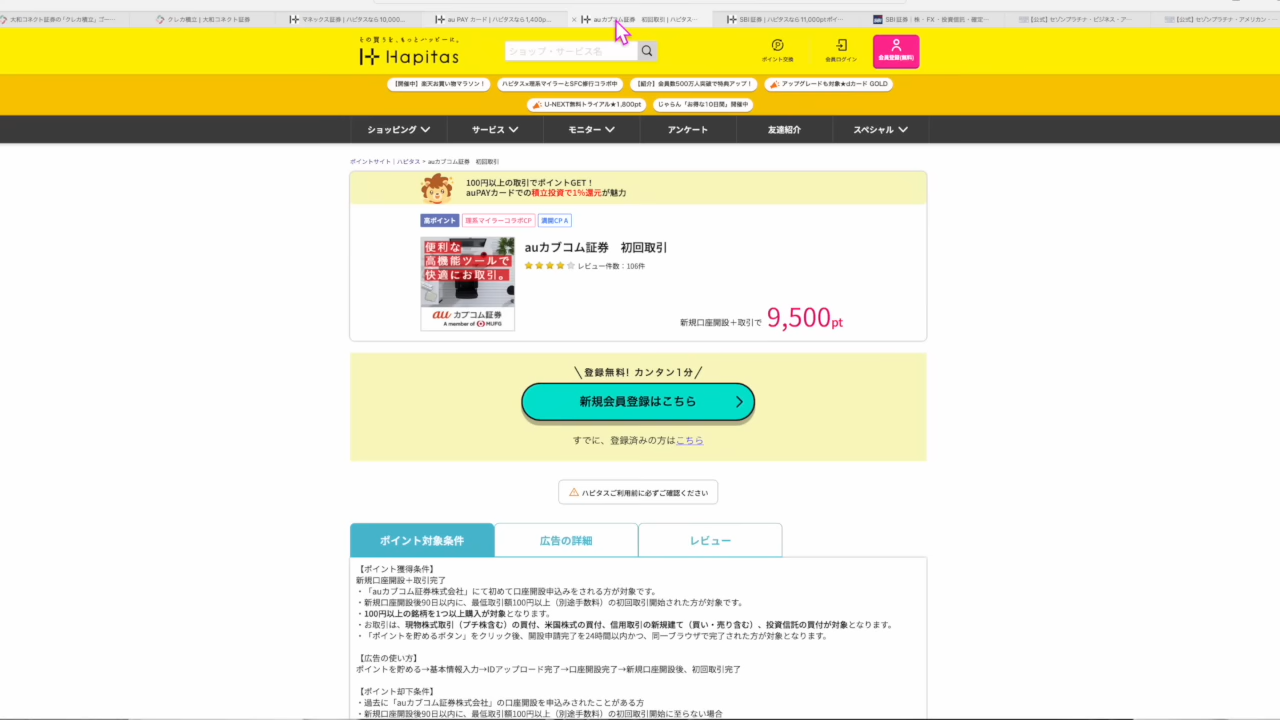 大和コネクト証券の「クレカ積立」ゴー…
クレカ積立 | 大和コネクト証券
マネックス証券 | ハピタスなら10,000…
au PAY カード | ハピタスなら1,400p…
auカブコム証券　初回取引 | ハピタス…
SBI証券 | ハピタスなら11,000ptポイ…
SBI証券｜株・FX・投資信託・確定…
【公式】セゾンプラチナ・ビジネス・ア…
【公式】セゾンプラチナ・アメリカン・…
その買うを、もっとハッピーに。
Hapitas
ショップ・サービス名
ポイント交換
会員ログイン
会員登録(無料)
【開催中】楽天お買い物マラソン！
ハピタス×理系マイラーとSFC修行コラボ中
【紹介】会員数500万人突破で特典アップ！
アップグレードも対象★dカード GOLD
U-NEXT無料トライアル★1,800pt
じゃらん「お得な10日間」開催中
ショッピング
サービス
モニター
アンケート
友達紹介
スペシャル
ポイントサイト｜ハピタス > auカブコム証券　初回取引
100円以上の取引でポイントGET！
auPAYカードでの積立投資で1％還元が魅力
高ポイント
理系マイラーコラボCP
満開CP A
便利な
高機能ツールで
快適にお取引。
au カブコム証券
A member of MUFG
auカブコム証券　初回取引
レビュー件数：106件
新規口座開設＋取引で 9,500pt
登録無料! カンタン1分
新規会員登録はこちら
すでに、登録済みの方はこちら
ハピタスご利用前に必ずご確認ください
ポイント対象条件
広告の詳細
レビュー
【ポイント獲得条件】
新規口座開設＋取引完了
・「auカブコム証券株式会社」にて初めて口座開設申込みをされる方が対象です。
・新規口座開設後90日以内に、最低取引額100円以上（別途手数料）の初回取引開始された方が対象です。
・100円以上の銘柄を1つ以上購入が対象となります。
・お取引は、現物株式取引（プチ株含む）の買付、米国株式の買付、信用取引の新規建て（買い・売り含む）、投資信託の買付が対象となります。
・「ポイントを貯めるボタン」をクリック後、開設申請完了を24時間以内かつ、同一ブラウザで完了された方が対象となります。
【広告の使い方】
ポイントを貯める→基本情報入力→IDアップロード完了→口座開設完了→新規口座開設後、初回取引完了
【ポイント却下条件】
・過去に「auカブコム証券株式会社」の口座開設を申込みされたことがある方
・新規口座開設後90日以内に、最低取引額100円以上（別途手数料）の初回取引開始に至らない場合